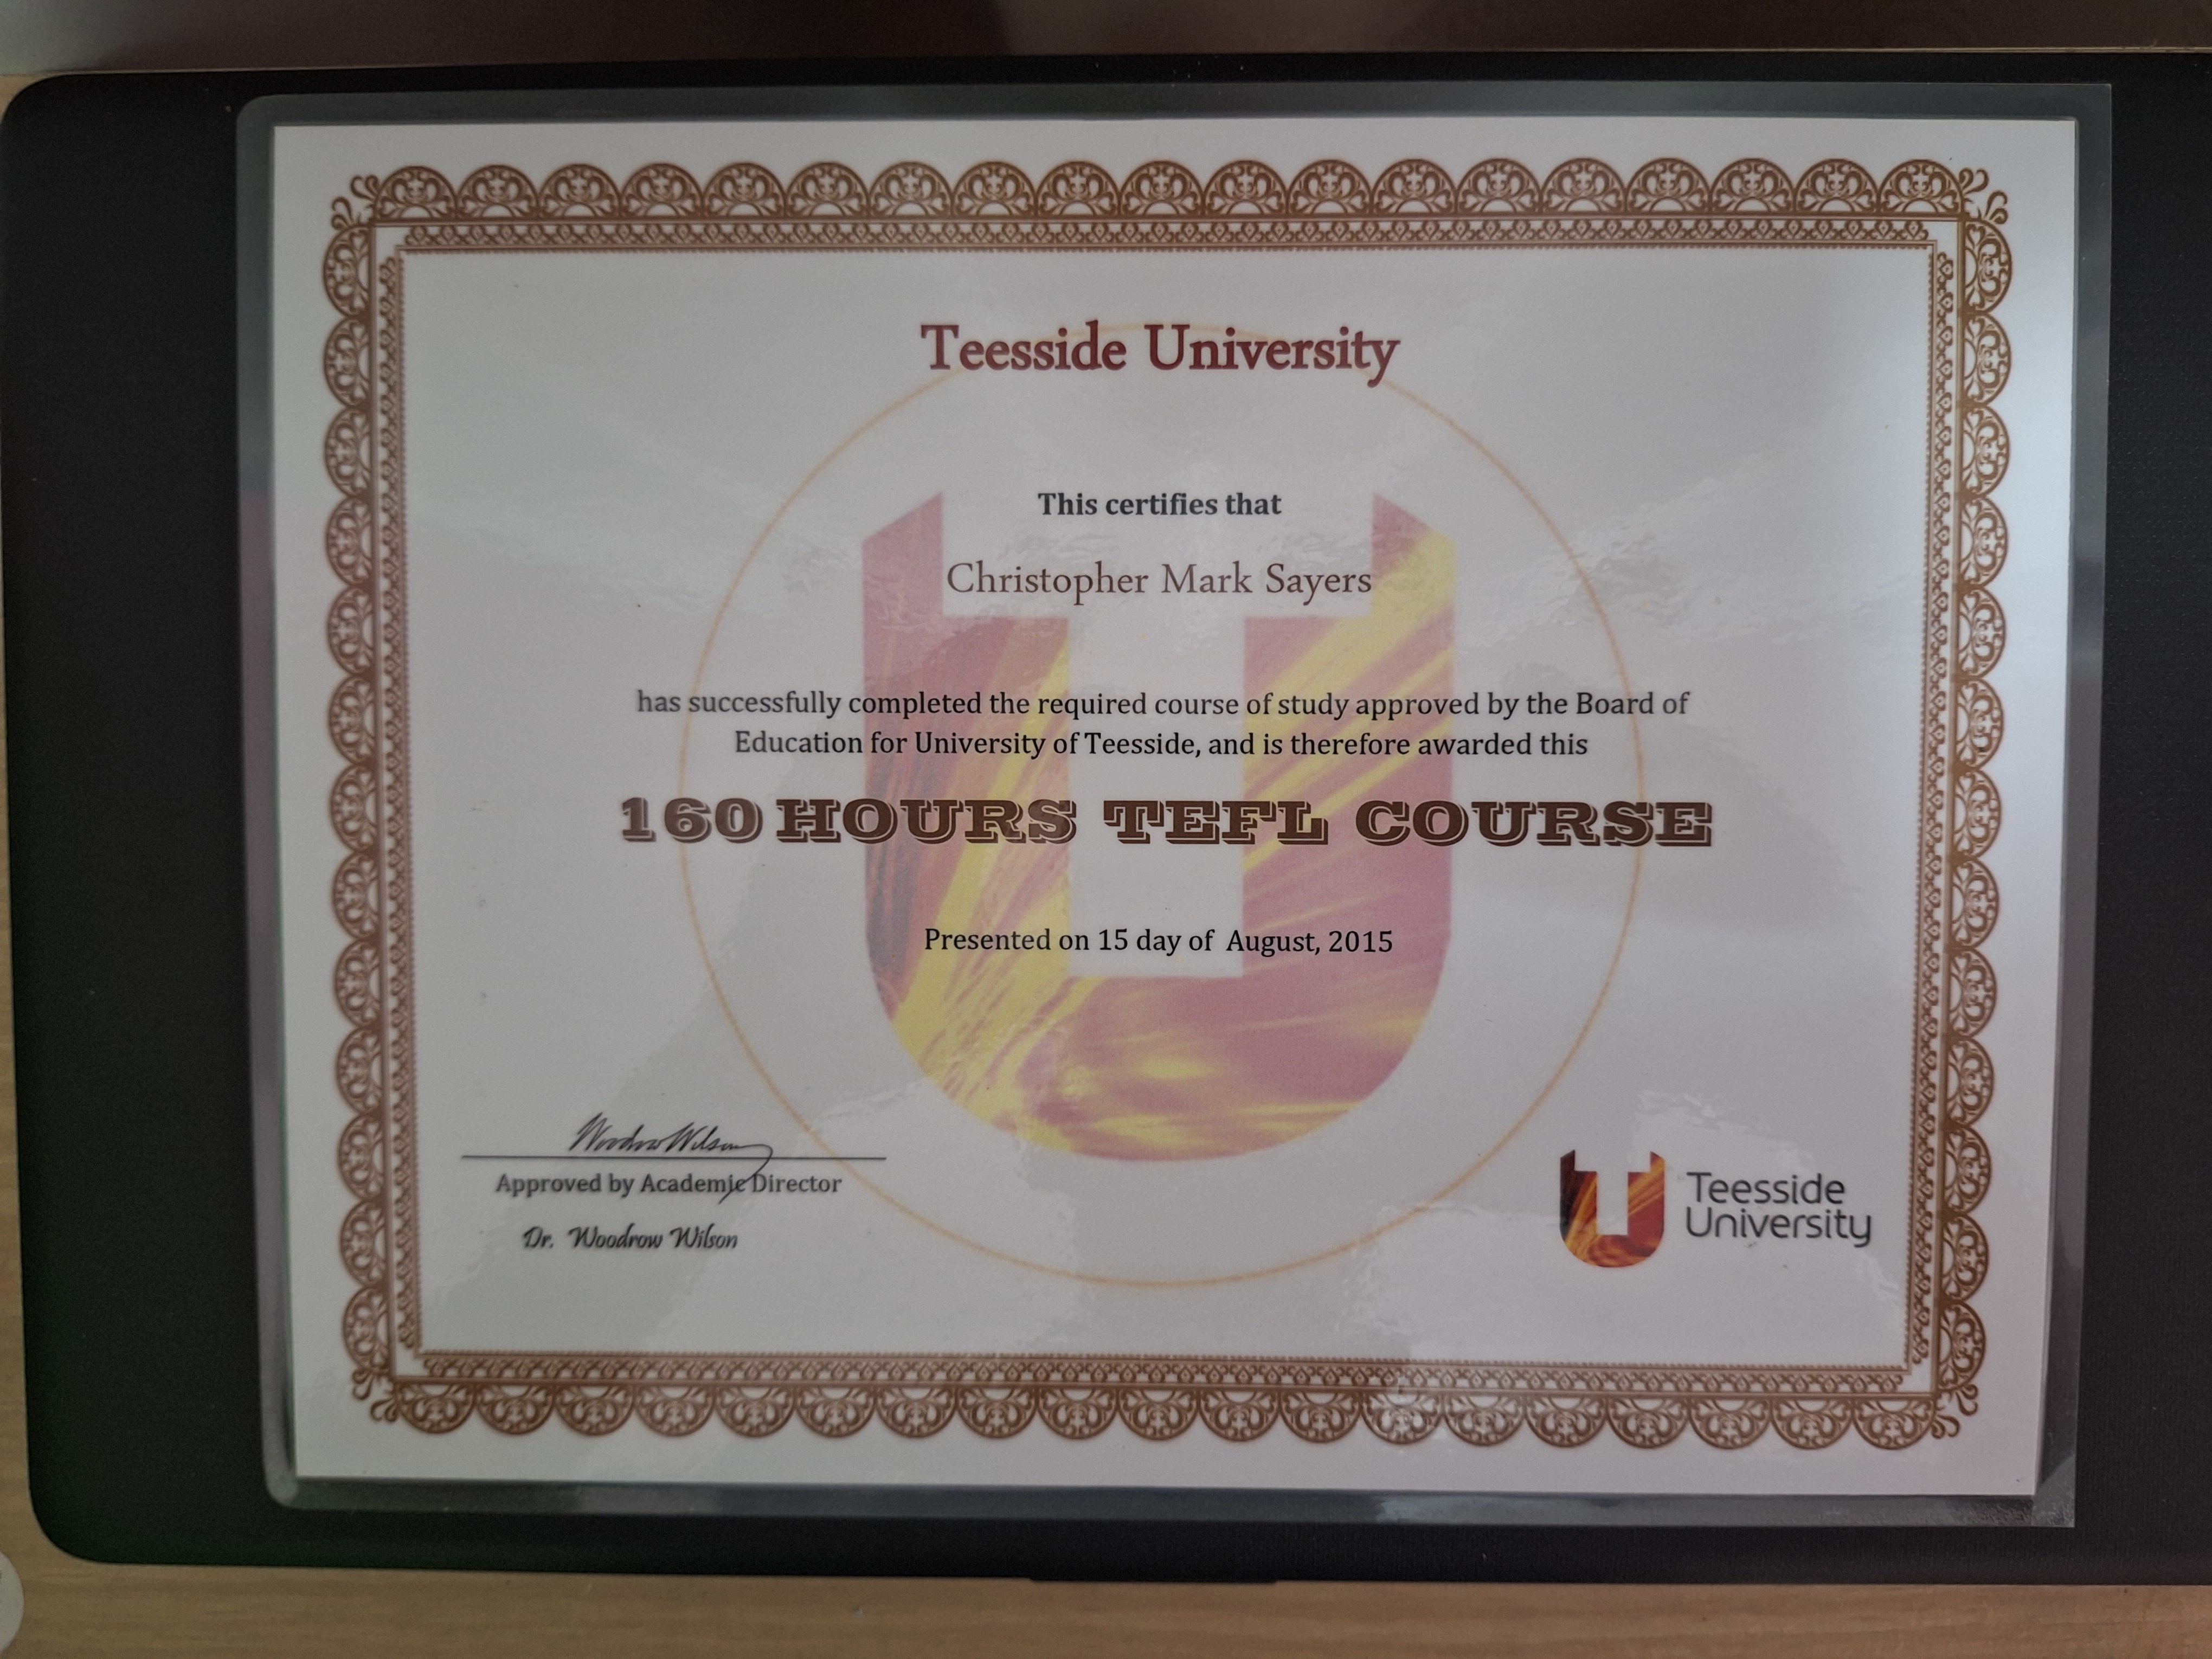 Teesside University
This certifies that
Christopher Mark Sayers
has successfully completed the required course of study approved by the Board of
Education for University of Teesside, and is therefore awarded this
160 HOURS TEFL COURSE
Presented on 15 day of August, 2015
Woodrow Wilson
Approved by Academic Director
Dr. Woodrow Wilson
Teesside
University